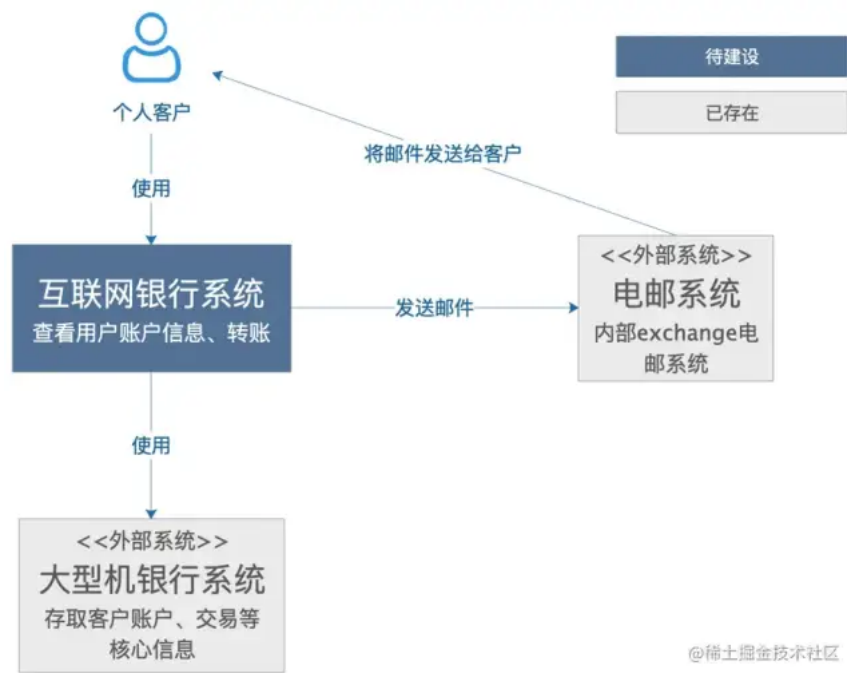 待建设
已存在
个人客户
将邮件发送给客户
使用
互联网银行系统
查看用户账户信息、转账
发送邮件
<<外部系统>>
电邮系统
内部exchange电
邮系统
使用
<<外部系统>>
大型机银行系统
存取客户账户、交易等
核心信息
@稀土掘金技术社区